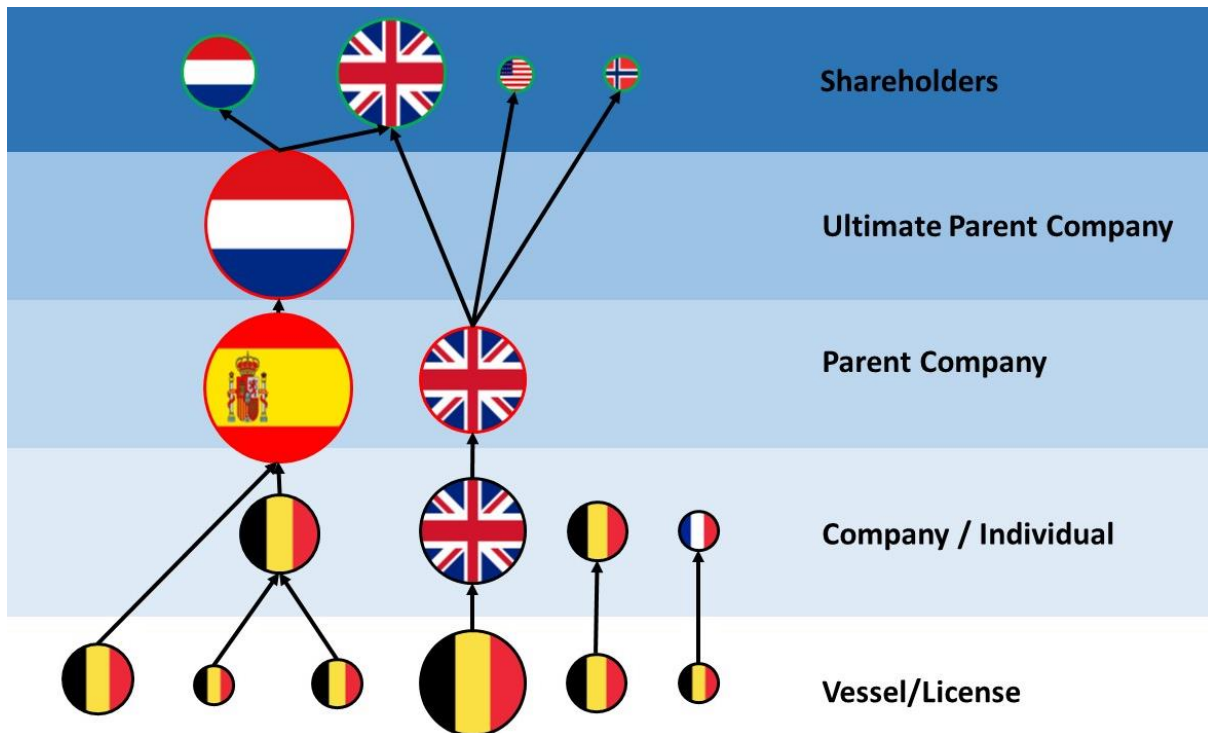 Shareholders
Ultimate Parent Company
Parent Company
Company / Individual
Vessel/License